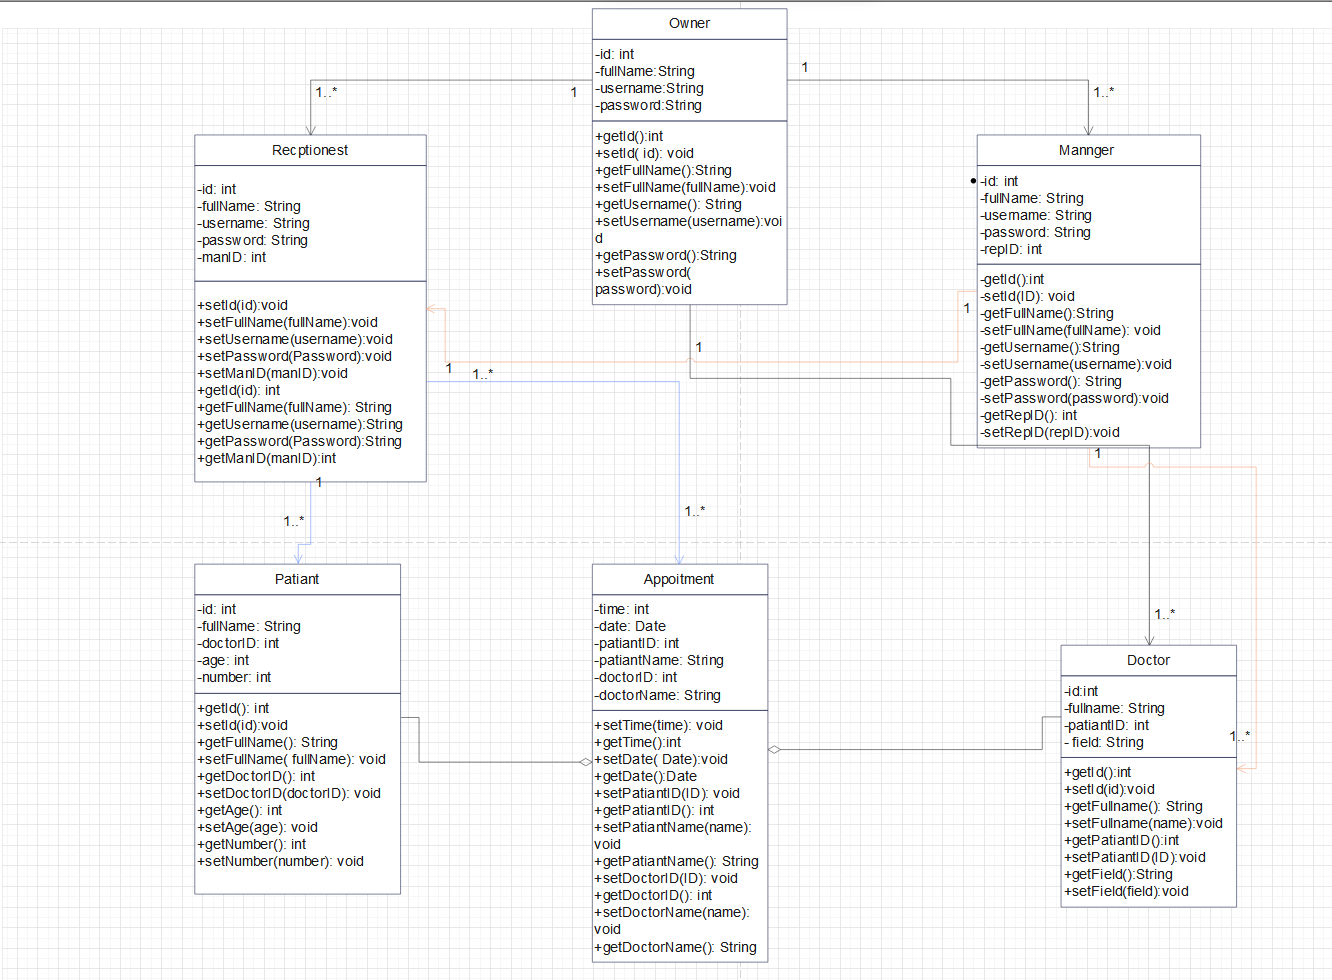 Owner
-id: int
-fullName:String
-username:String
-password:String
+getId():int
+setId( id): void
+getFullName():String
+setFullName(fullName):void
+getUsername(): String
+setUsername(username):voi
d
+getPassword():String
+setPassword(
password):void
1
1..*
1
1..*
1
Recptionest
-id: int
-fullName: String
-username: String
-password: String
-manID: int
+setId(id):void
+setFullName(fullName):void
+setUsername(username):void
+setPassword(Password):void
+setManID(manID):void
+getId(id): int
+getFullName(fullName): String
+getUsername(username):String
+getPassword(Password):String
+getManID(manID):int
Mannger
-id: int
-fullName: String
-username: String
-password: String
-repID: int
-getId():int
-setId(ID): void
-getFullName():String
-setFullName(fullName): void
-getUsername():String
-setUsername(username):void
-getPassword(): String
-setPassword(password):void
-getRepID(): int
-setRepID(repID):void
1
1
1..*
1
1
1..*
1..*
1..*
1..*
Patiant
-id: int
-fullName: String
-doctorID: int
-age: int
-number: int
+getId(): int
+setId(id):void
+getFullName(): String
+setFullName( fullName): void
+getDoctorID(): int
+setDoctorID(doctorID): void
+getAge(): int
+setAge(age): void
+getNumber(): int
+setNumber(number): void
Appoitment
-time: int
-date: Date
-patiantID: int
-patiantName: String
-doctorID: int
-doctorName: String
+setTime(time): void
+getTime():int
+setDate( Date):void
+getDate():Date
+setPatiantID(ID): void
+getPatiantID(): int
+setPatiantName(name):
void
+getPatiantName(): String
+setDoctorID(ID): void
+getDoctorID(): int
+setDoctorName(name):
void
+getDoctorName(): String
Doctor
-id:int
-fullname: String
-patiantID: int
- field: String
+getId():int
+setId(id):void
+getFullname(): String
+setFullname(name):void
+getPatiantID():int
+setPatiantID(ID):void
+getField():String
+setField(field):void